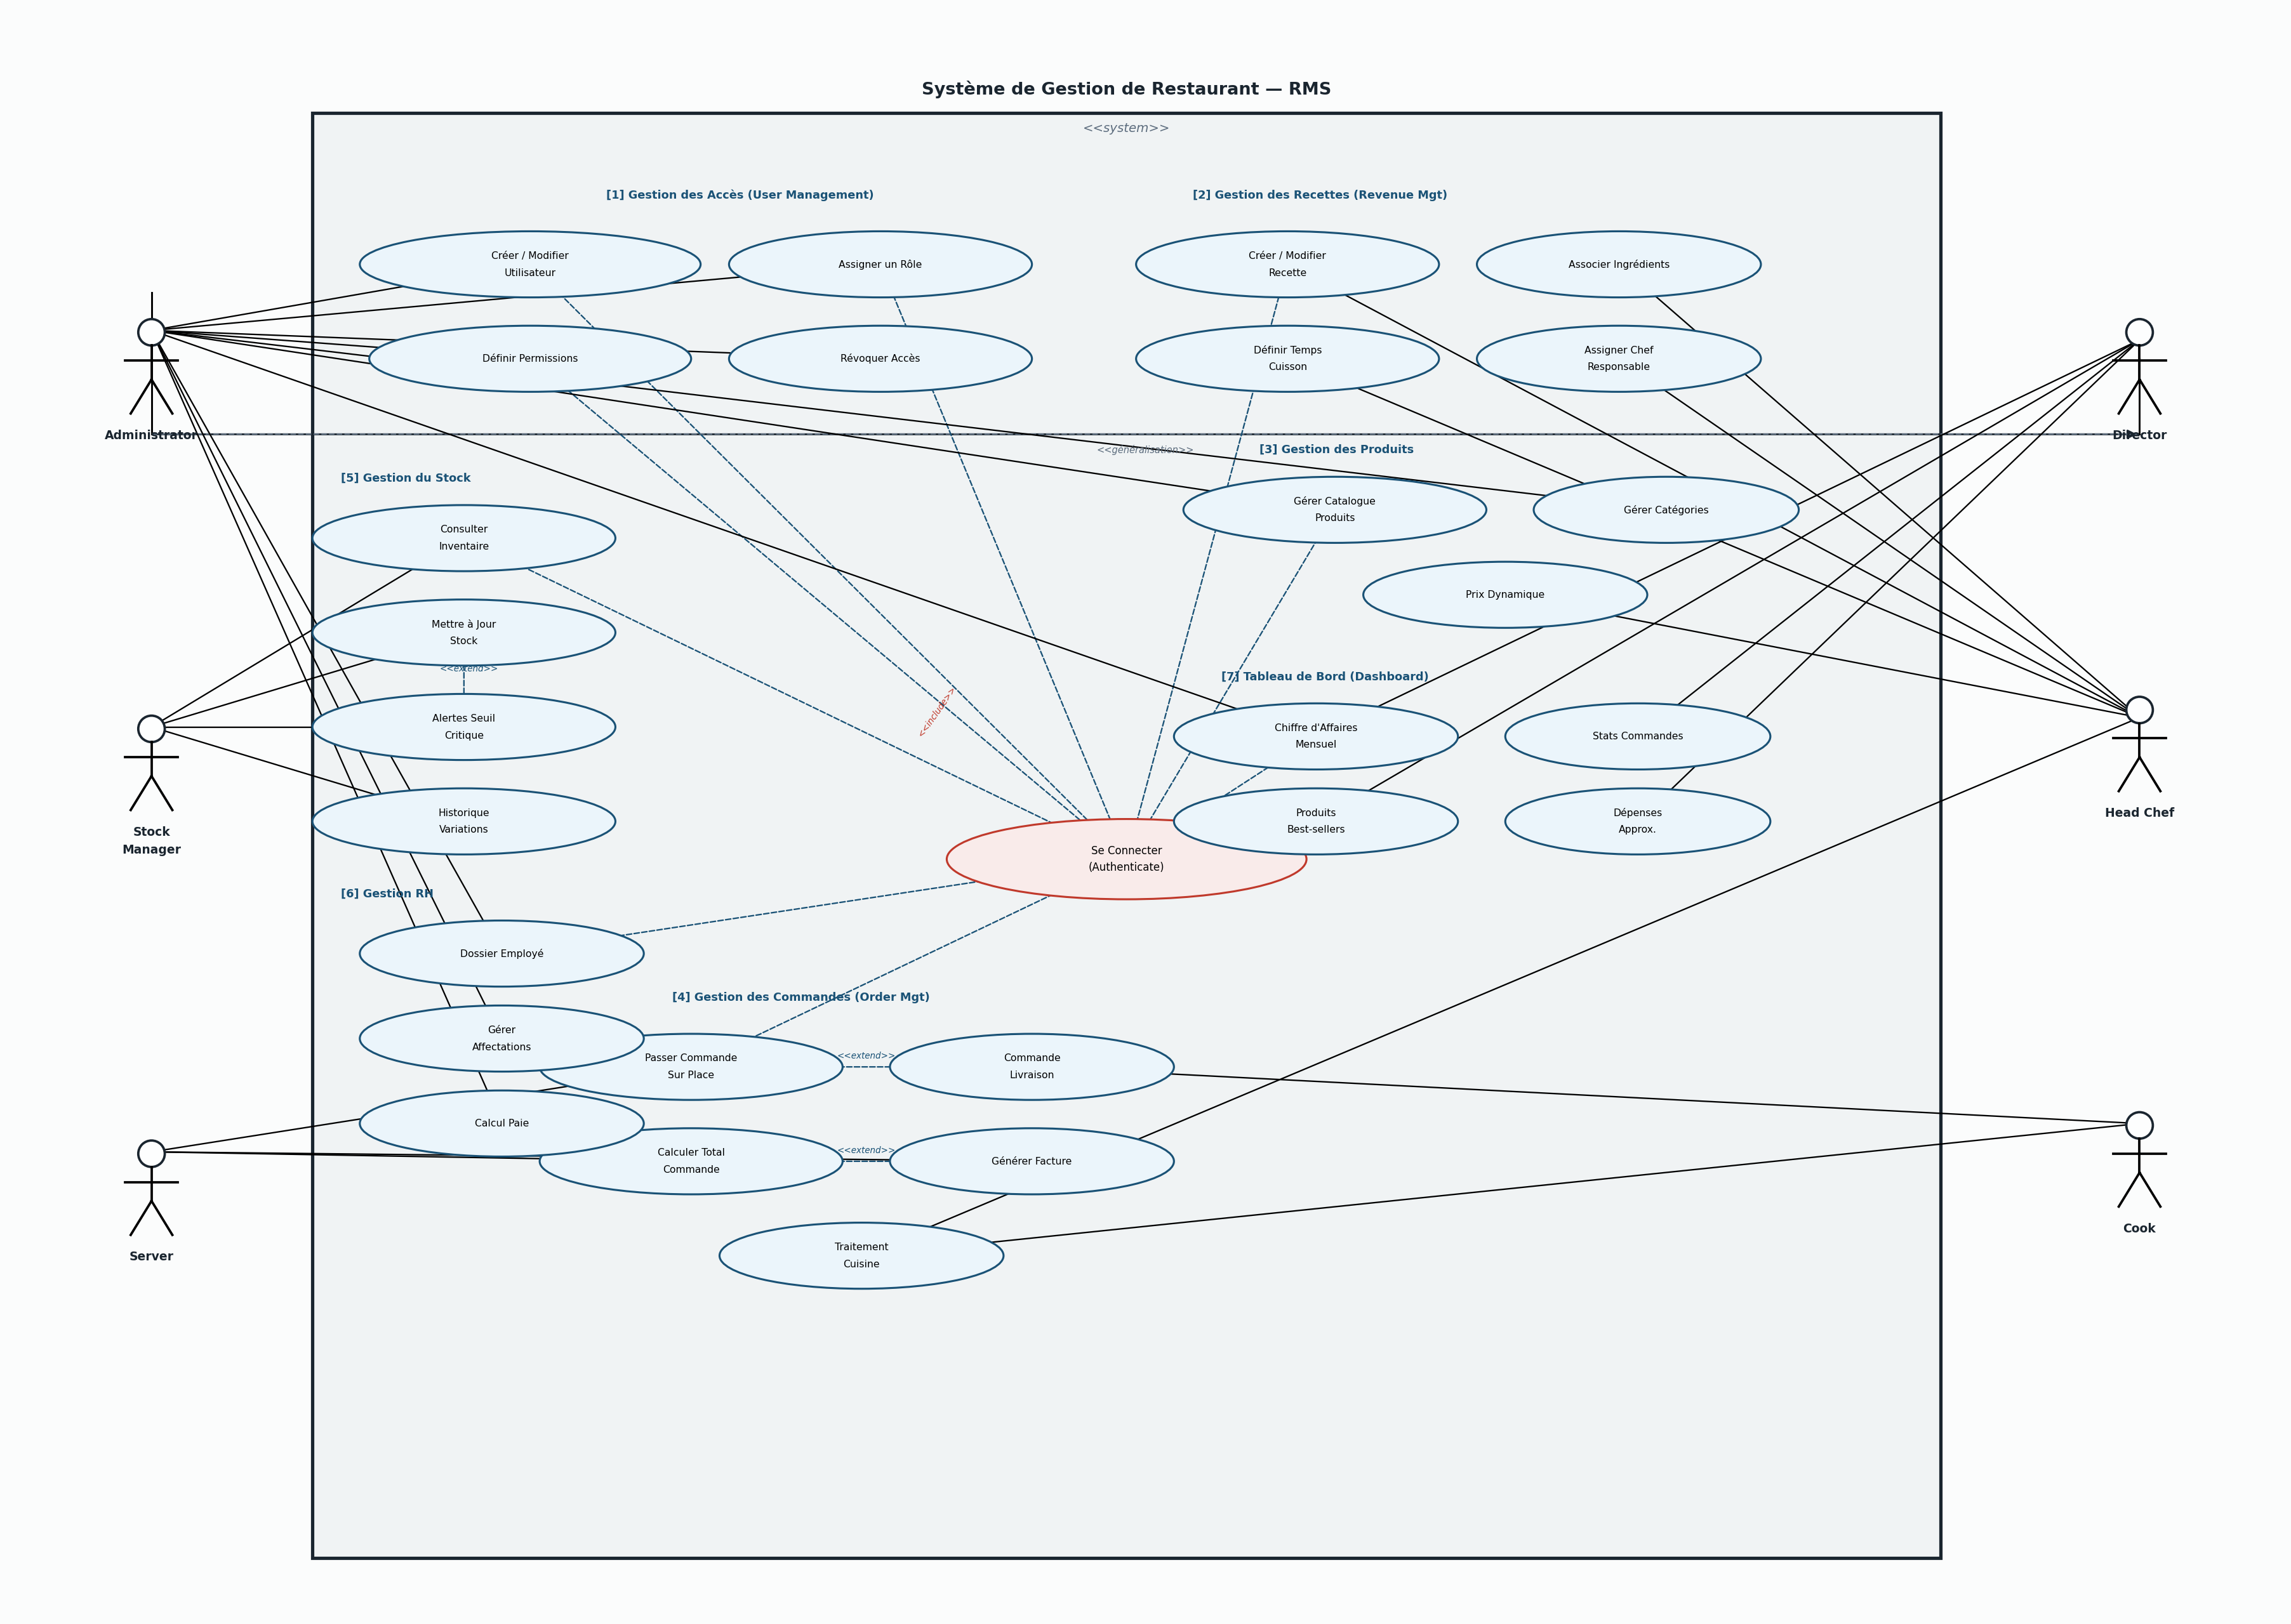 Système de Gestion de Restaurant — RMS
<<system>>
[1] Gestion des Accès (User Management)
[2] Gestion des Recettes (Revenue Mgt)
Créer / Modifier
Utilisateur
Assigner un Rôle
Créer / Modifier
Recette
Associer Ingrédients
Définir Permissions
Révoquer Accès
Définir Temps
Cuisson
Assigner Chef
Responsable
Administrator
Director
<<généralisation>>
[3] Gestion des Produits
[5] Gestion du Stock
Gérer Catalogue
Produits
Gérer Catégories
Consulter
Inventaire
Prix Dynamique
Mettre à Jour
Stock
<<extend>>
[7] Tableau de Bord (Dashboard)
<<include>>
Alertes Seuil
Critique
Chiffre d'Affaires
Mensuel
Stats Commandes
Stock
Manager
Head Chef
Historique
Variations
Produits
Best-sellers
Dépenses
Approx.
Se Connecter
(Authenticate)
[6] Gestion RH
Dossier Employé
[4] Gestion des Commandes (Order Mgt)
Gérer
Affectations
Passer Commande
Sur Place
<<extend>>
Commande
Livraison
Calcul Paie
Calculer Total
Commande
<<extend>>
Générer Facture
Server
Cook
Traitement
Cuisine